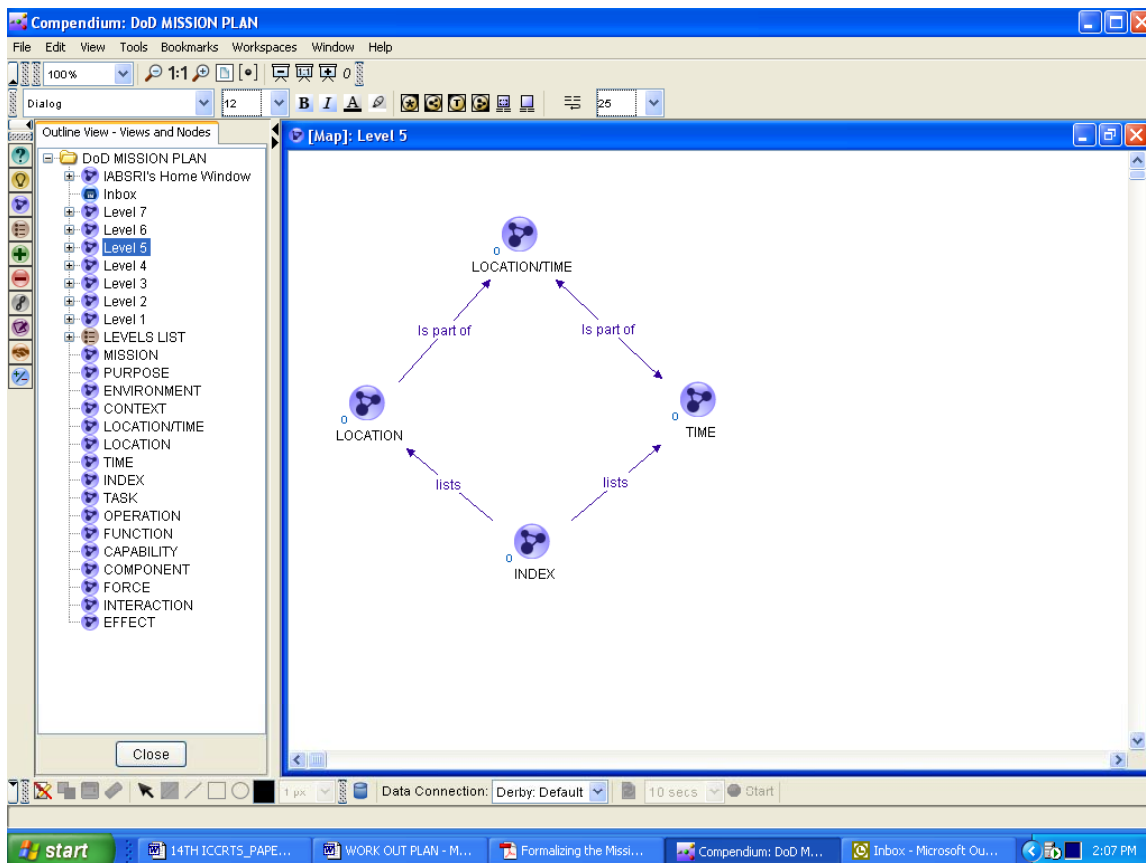 Compendium: DoD MISSION PLAN
File Edit View Tools Bookmarks Workspaces Window Help
100% 1:1 0
Dialog 12 B I A 25
Outline View - Views and Nodes
DoD MISSION PLAN
IABSRI's Home Window
Inbox
Level 7
Level 6
Level 5
Level 4
Level 3
Level 2
Level 1
LEVELS LIST
MISSION
PURPOSE
ENVIRONMENT
CONTEXT
LOCATION/TIME
LOCATION
TIME
INDEX
TASK
OPERATION
FUNCTION
CAPABILITY
COMPONENT
FORCE
INTERACTION
EFFECT
Close
[Map]: Level 5
0
LOCATION/TIME
Is part of Is part of
0 0
LOCATION TIME
lists lists
0
INDEX
1 px Data Connection: Derby: Default 10 secs Start
start 14TH ICCRTS_PAPE... WORK OUT PLAN - M... Formalizing the Missi... Compendium: DoD M... Inbox - Microsoft Ou... 2:07 PM